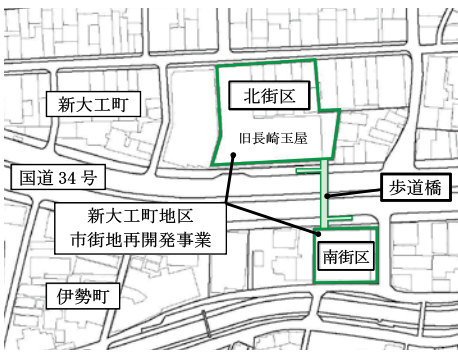 北街区
新大工町
旧長崎玉屋
国道34号
歩道橋
新大工町地区
市街地再開発事業
南街区
伊勢町